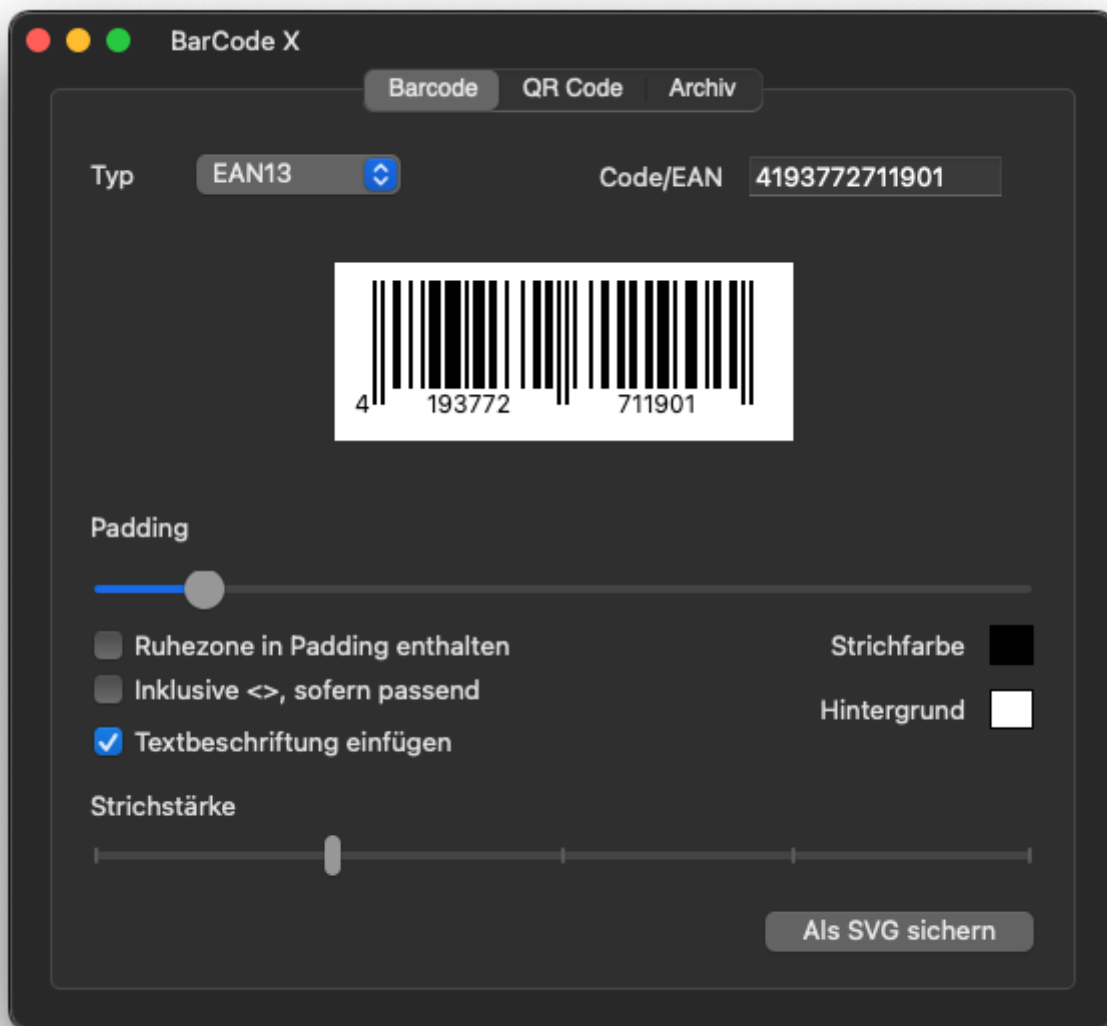 BarCode X
Barcode QR Code Archiv
Typ EAN13 Code/EAN 4193772711901
4 193772 711901
Padding
Ruhezone in Padding enthalten Strichfarbe
Inklusive <>, sofern passend
Hintergrund
Textbeschriftung einfügen
Strichstärke
Als SVG sichern